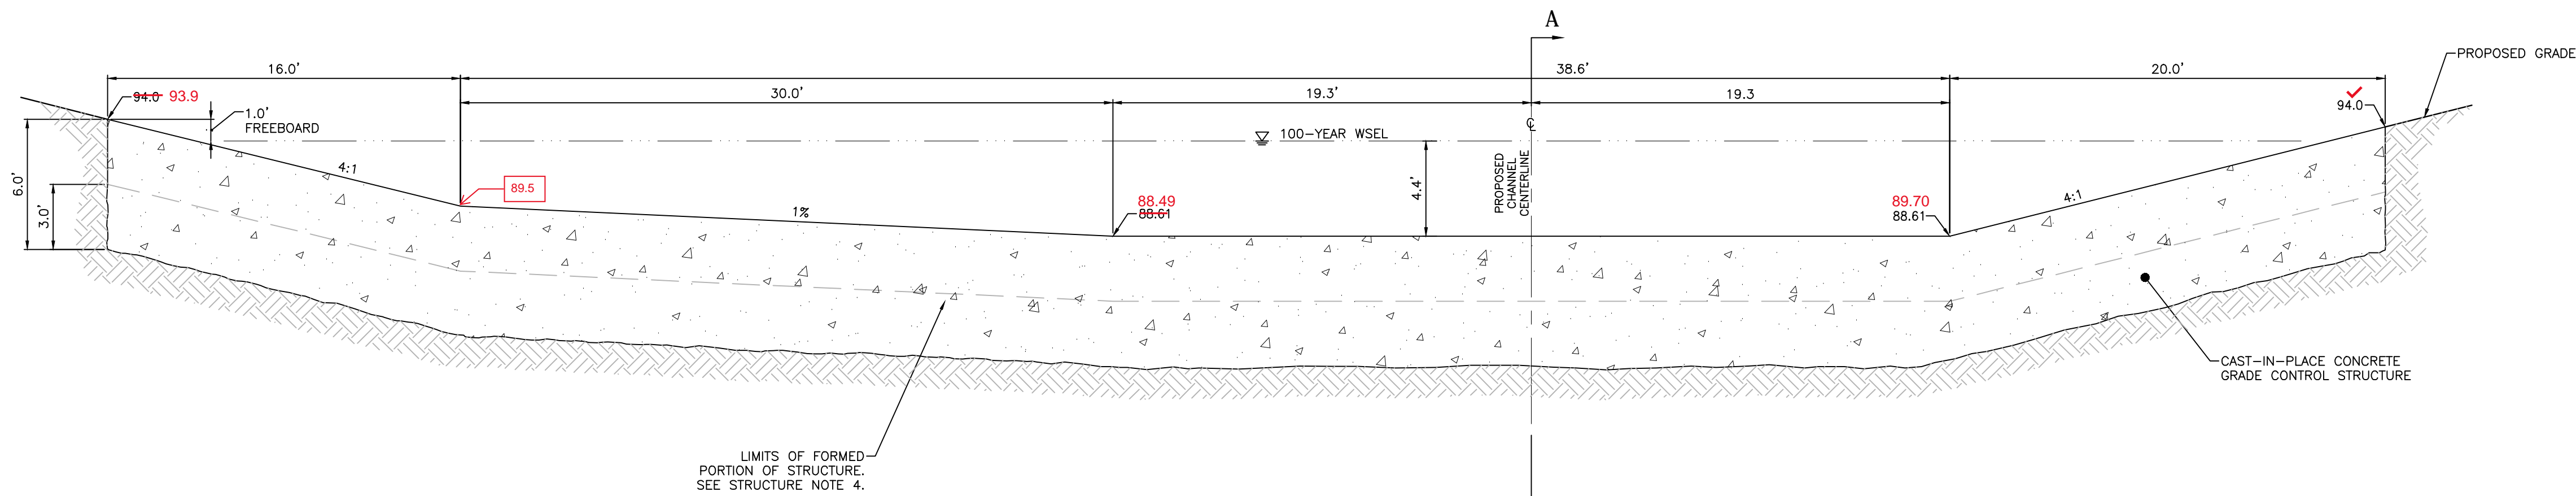 A
PROPOSED GRADE
16.0'
38.6'
20.0'
94.0 93.9
1.0'
FREEBOARD
30.0'
19.3'
19.3
94.0
℄
100-YEAR WSEL
PROPOSED
CHANNEL
CENTERLINE
4:1
6.0'
3.0'
89.5
1%
88.49
88.61
4.4'
89.70
88.61
4:1
CAST-IN-PLACE CONCRETE
GRADE CONTROL STRUCTURE
LIMITS OF FORMED
PORTION OF STRUCTURE.
SEE STRUCTURE NOTE 4.